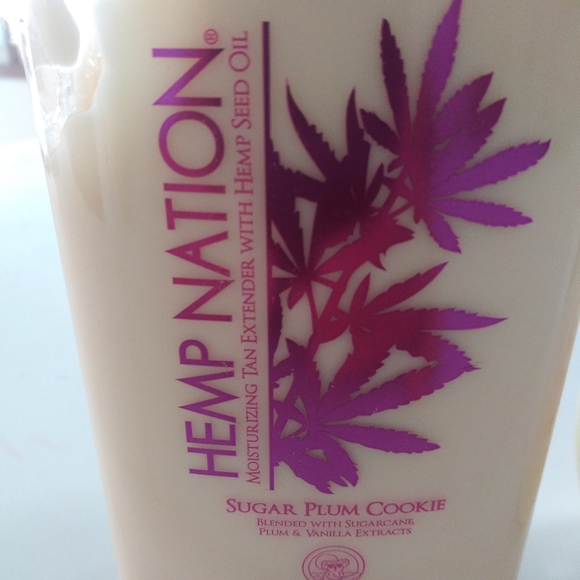 HEMP NATION®
MOISTURIZING TAN EXTENDER WITH HEMP SEED OIL
SUGAR PLUM COOKIE
BLENDED WITH SUGARCANE,
PLUM & VANILLA EXTRACTS